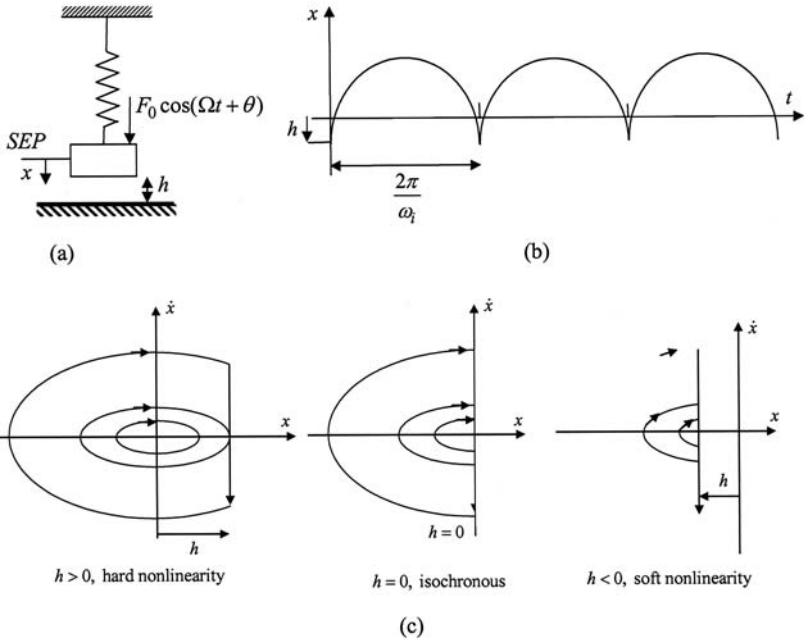 F₀ cos(Ωt + θ)
SEP
x
h
(a)
x
t
h
2π
ωᵢ
(b)
ẋ
x
h
h > 0, hard nonlinearity
ẋ
x
h = 0
h = 0, isochronous
ẋ
x
h
h < 0, soft nonlinearity
(c)